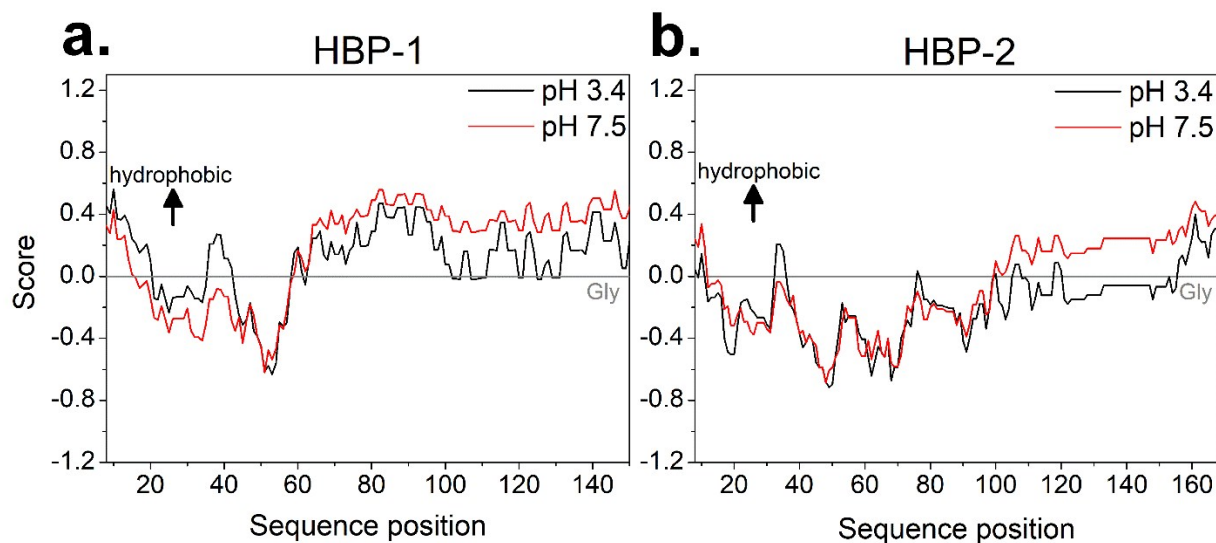 a. HBP-1
pH 3.4
pH 7.5
hydrophobic
Gly
1.2
0.8
0.4
0.0
-0.4
-0.8
-1.2
Score
20 40 60 80 100 120 140
Sequence position
b. HBP-2
pH 3.4
pH 7.5
hydrophobic
Gly
1.2
0.8
0.4
0.0
-0.4
-0.8
-1.2
20 40 60 80 100 120 140 160
Sequence position